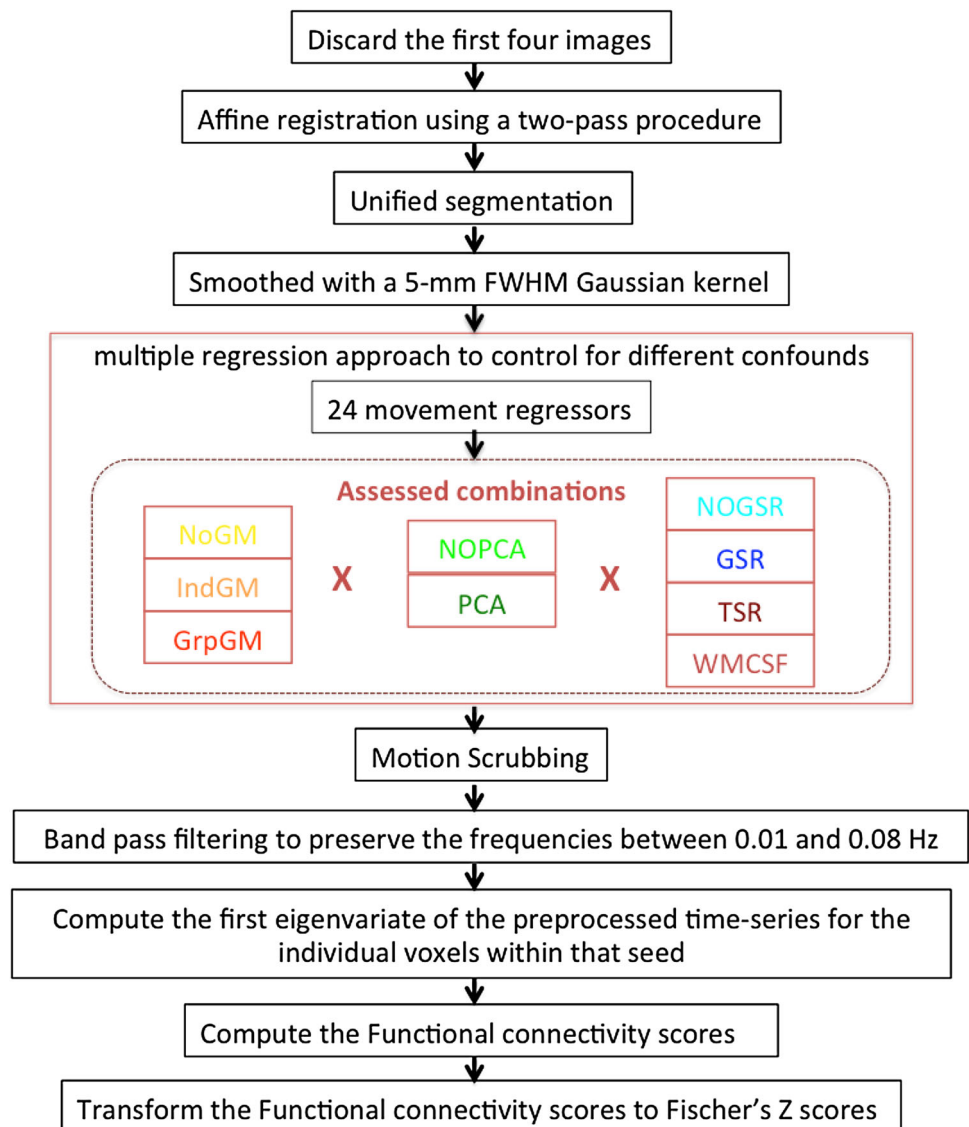 Discard the first four images
Affine registration using a two-pass procedure
Unified segmentation
Smoothed with a 5-mm FWHM Gaussian kernel
multiple regression approach to control for different confounds
24 movement regressors
Assessed combinations
NoGM
IndGM
GrpGM
X
NOPCA
PCA
X
NOGSR
GSR
TSR
WMCSF
Motion Scrubbing
Band pass filtering to preserve the frequencies between 0.01 and 0.08 Hz
Compute the first eigenvariate of the preprocessed time-series for the
individual voxels within that seed
Compute the Functional connectivity scores
Transform the Functional connectivity scores to Fischer's Z scores